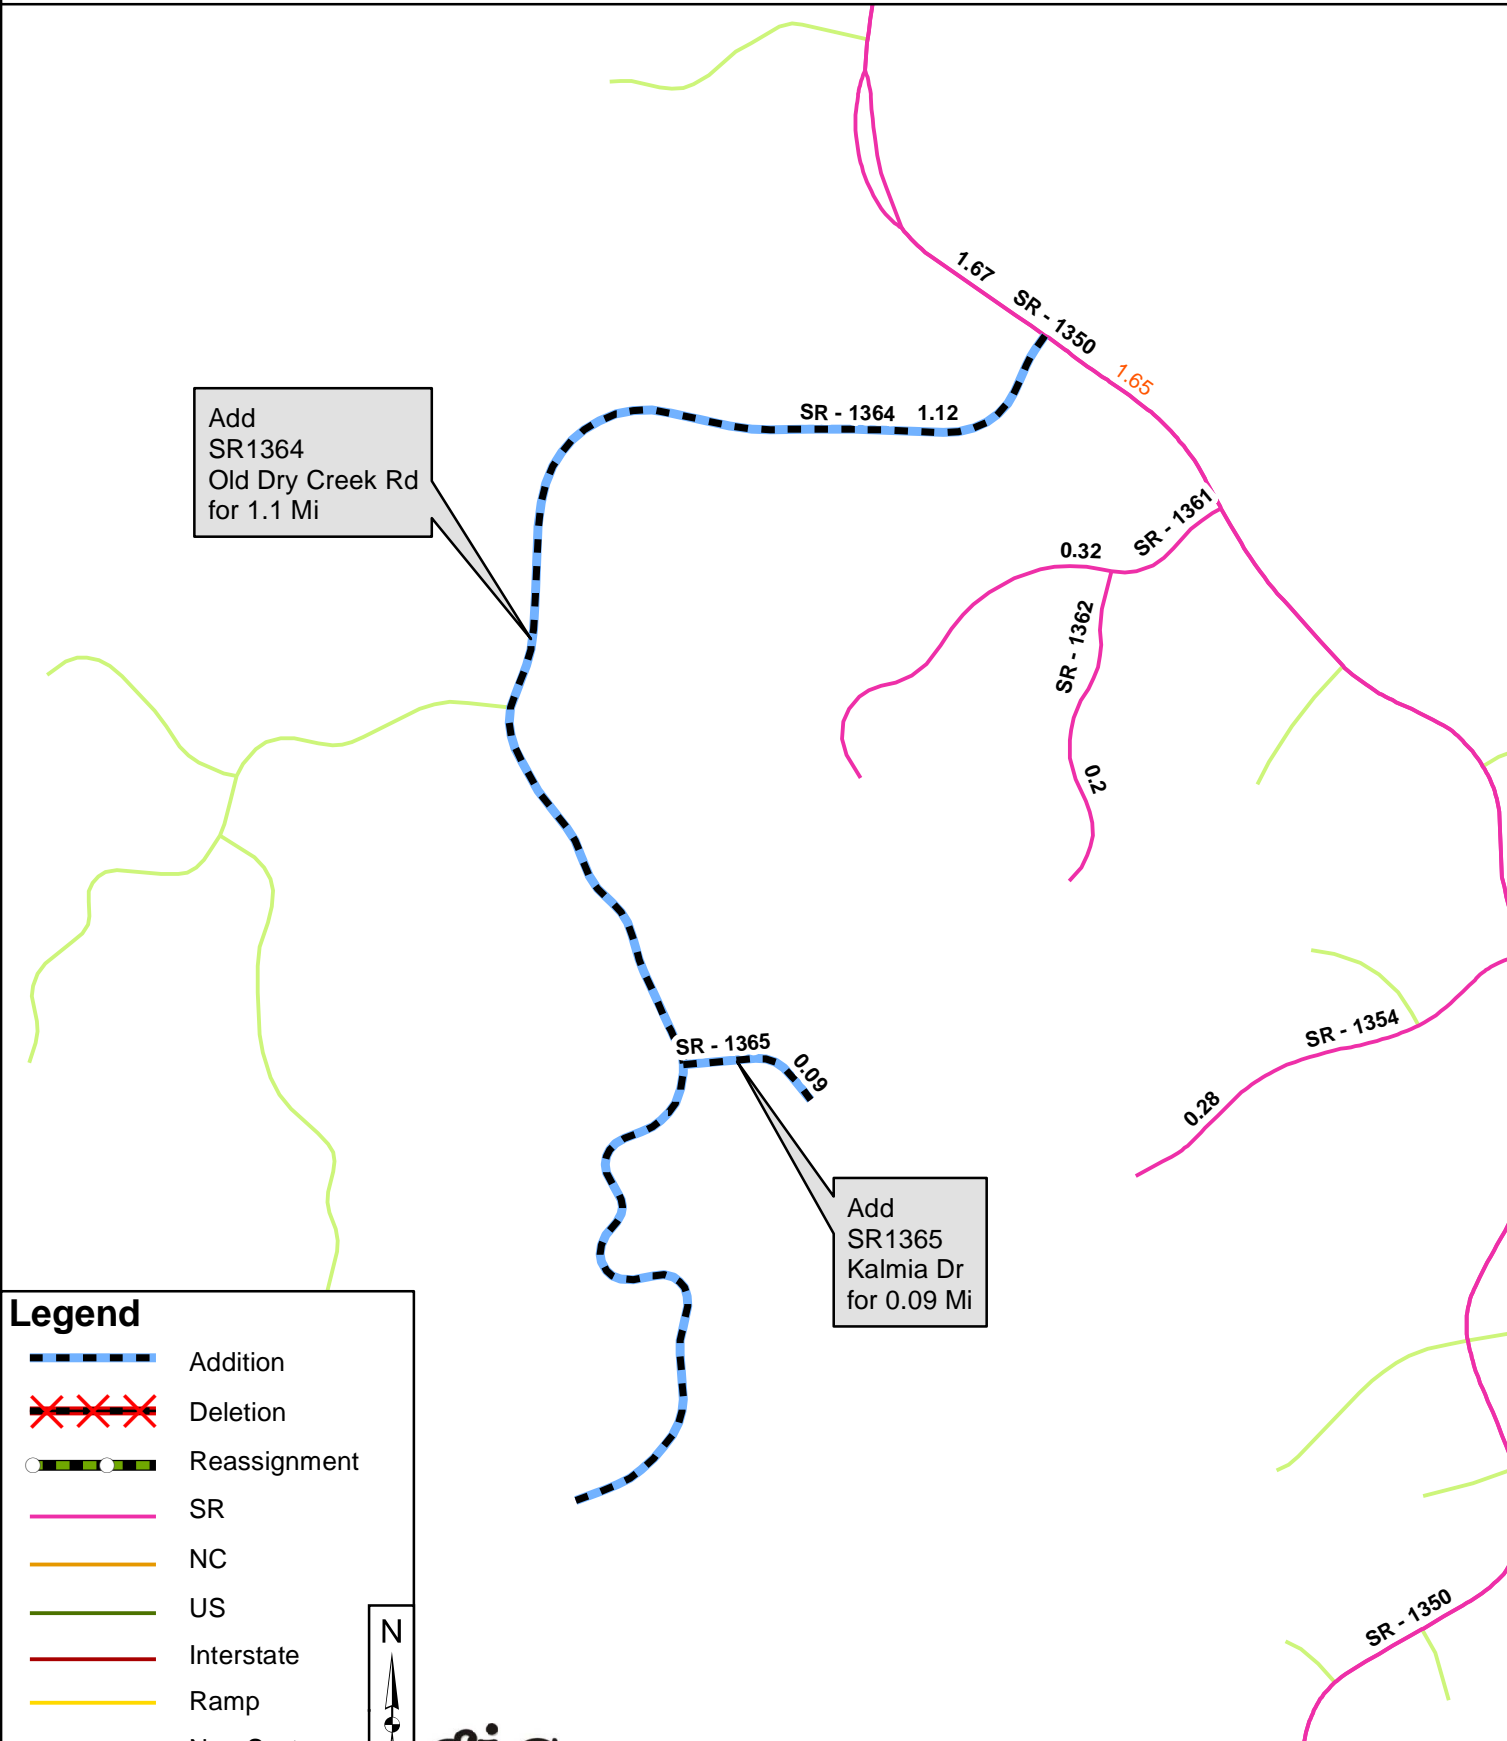 1.67
SR - 1350
1.65
Add
SR1364
Old Dry Creek Rd
for 1.1 Mi
SR - 1364 1.12
SR - 1361
0.32
SR - 1362
0.2
SR - 1354
0.28
SR - 1365
0.09
Add
SR1365
Kalmia Dr
for 0.09 Mi
Legend
Addition
Deletion
Reassignment
SR
NC
US
Interstate
Ramp
N
SR - 1350